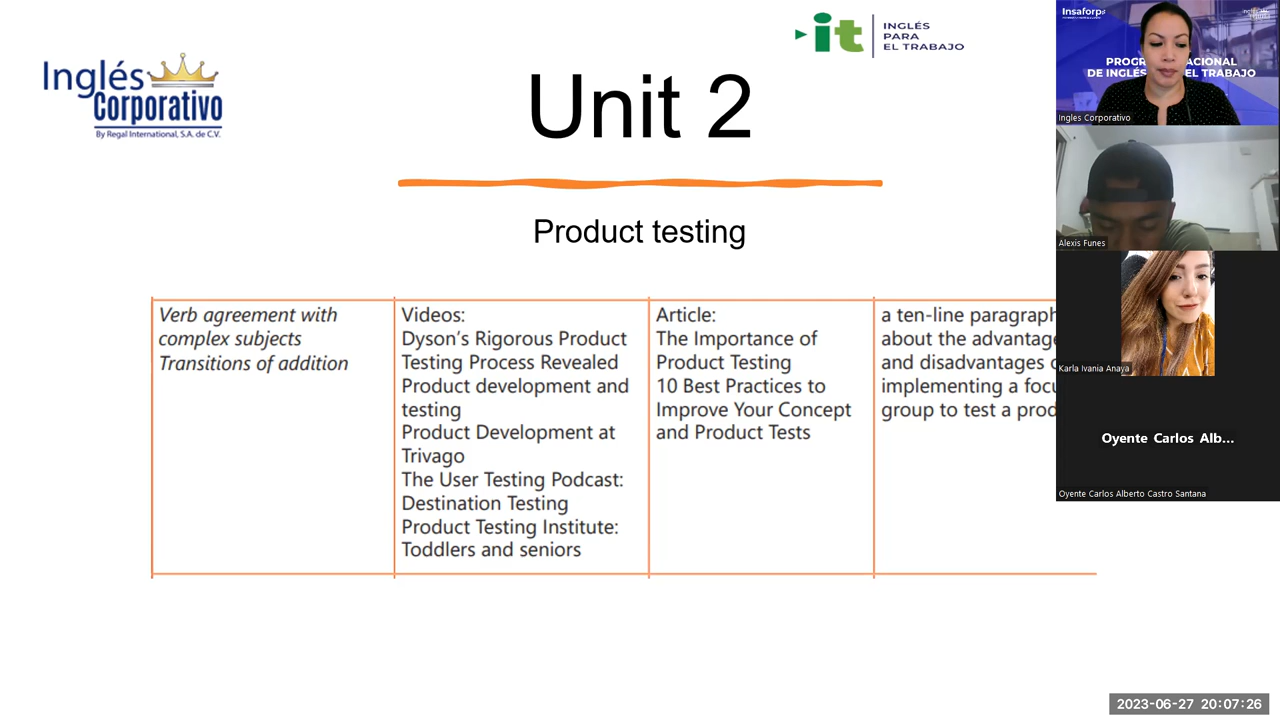 Inglés
Corporativo
By Regal International, S.A. de C.V.
it
INGLÉS
PARA
EL TRABAJO
Unit 2
Product testing
Verb agreement with
complex subjects
Transitions of addition
Videos:
Dyson's Rigorous Product
Testing Process Revealed
Product development and
testing
Product Development at
Trivago
The User Testing Podcast:
Destination Testing
Product Testing Institute:
Toddlers and seniors
Article:
The Importance of
Product Testing
10 Best Practices to
Improve Your Concept
and Product Tests
a ten-line paragraph
about the advantage
and disadvantages
implementing a focu
group to test a prod
Insaforp
PROGR ACIONAL
DE INGLÉS EL TRABAJO
Ingles Corporativo
Alexis Funes
Karla Ivania Anaya
Oyente Carlos Alb...
Oyente Carlos Alberto Castro Santana
2023-06-27 20:07:26